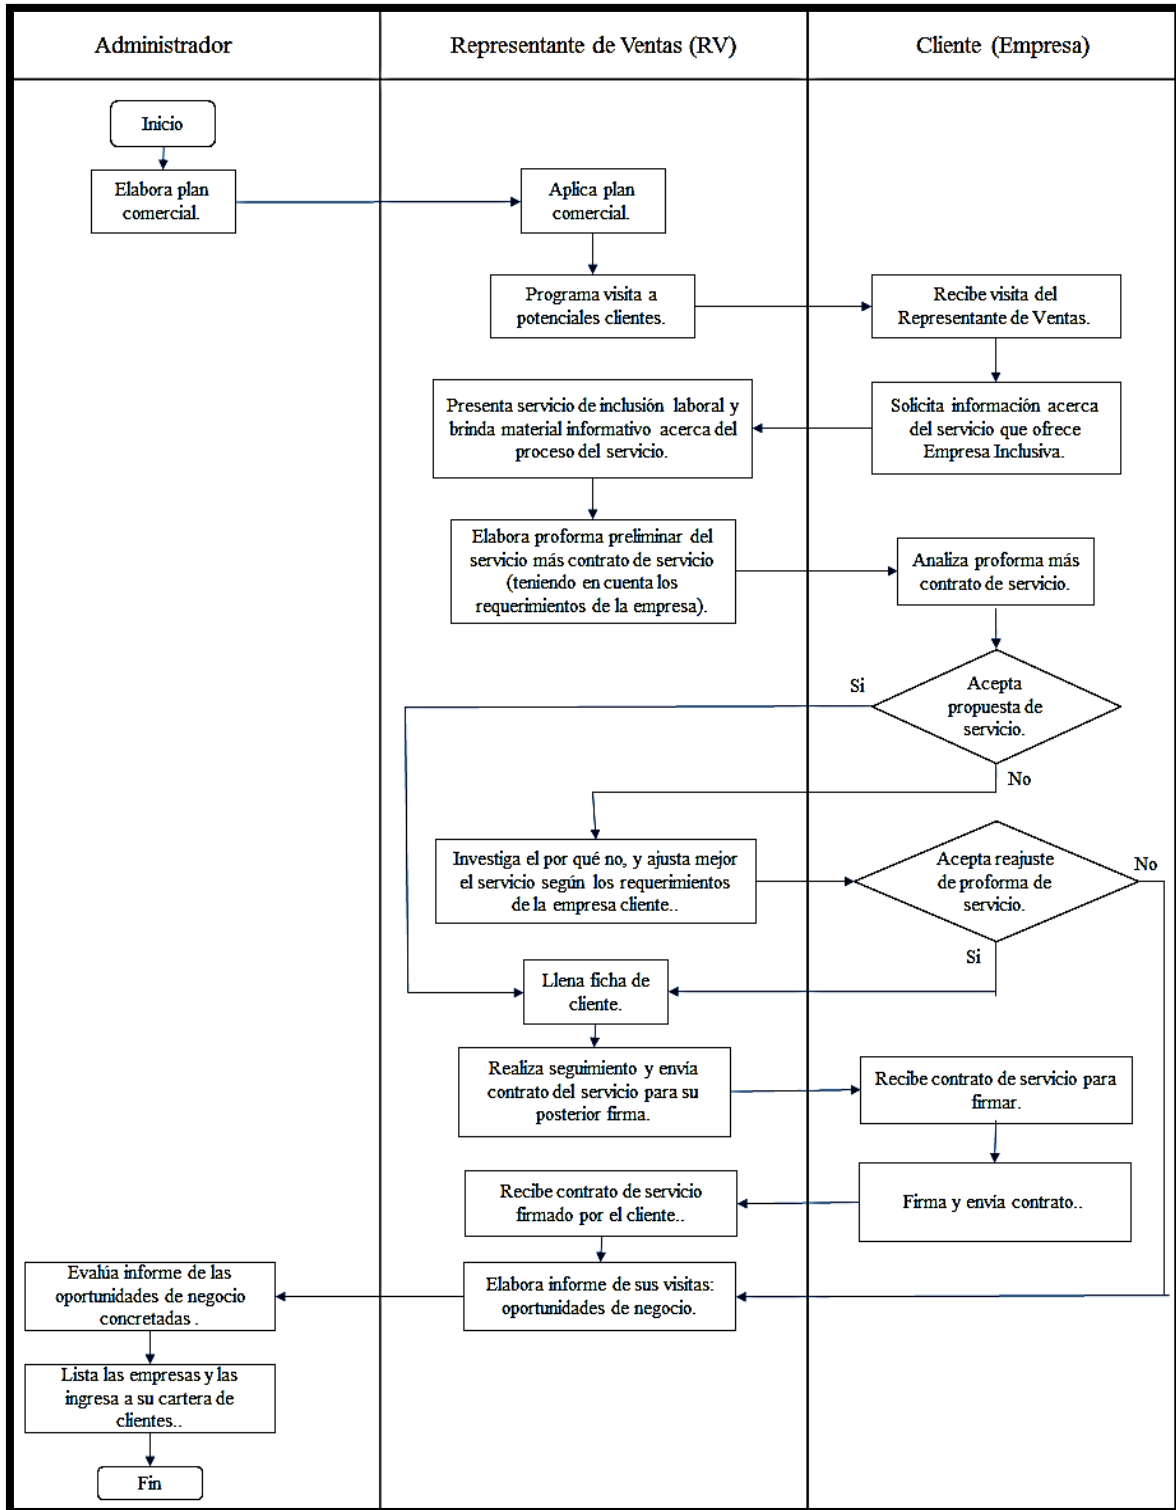 Administrador
Representante de Ventas (RV)
Cliente (Empresa)
Inicio
Elabora plan
comercial.
Aplica plan
comercial.
Programa visita a
potenciales clientes.
Recibe visita del
Representante de Ventas.
Presenta servicio de inclusión laboral y
brinda material informativo acerca del
proceso del servicio.
Solicita información acerca
del servicio que ofrece
Empresa Inclusiva.
Elabora proforma preliminar del
servicio más contrato de servicio
(teniendo en cuenta los
requerimientos de la empresa).
Analiza proforma más
contrato de servicio.
Si
Acepta
propuesta de
servicio.
No
Investiga el por qué no, y ajusta mejor
el servicio según los requerimientos
de la empresa cliente..
Acepta reajuste
de proforma de
servicio.
No
Si
Llena ficha de
cliente.
Realiza seguimiento y envía
contrato del servicio para su
posterior firma.
Recibe contrato de servicio para
firmar.
Recibe contrato de servicio
firmado por el cliente..
Firma y envía contrato..
Evalúa informe de las
oportunidades de negocio
concretadas .
Elabora informe de sus visitas:
oportunidades de negocio.
Lista las empresas y las
ingresa a su cartera de
clientes..
Fin